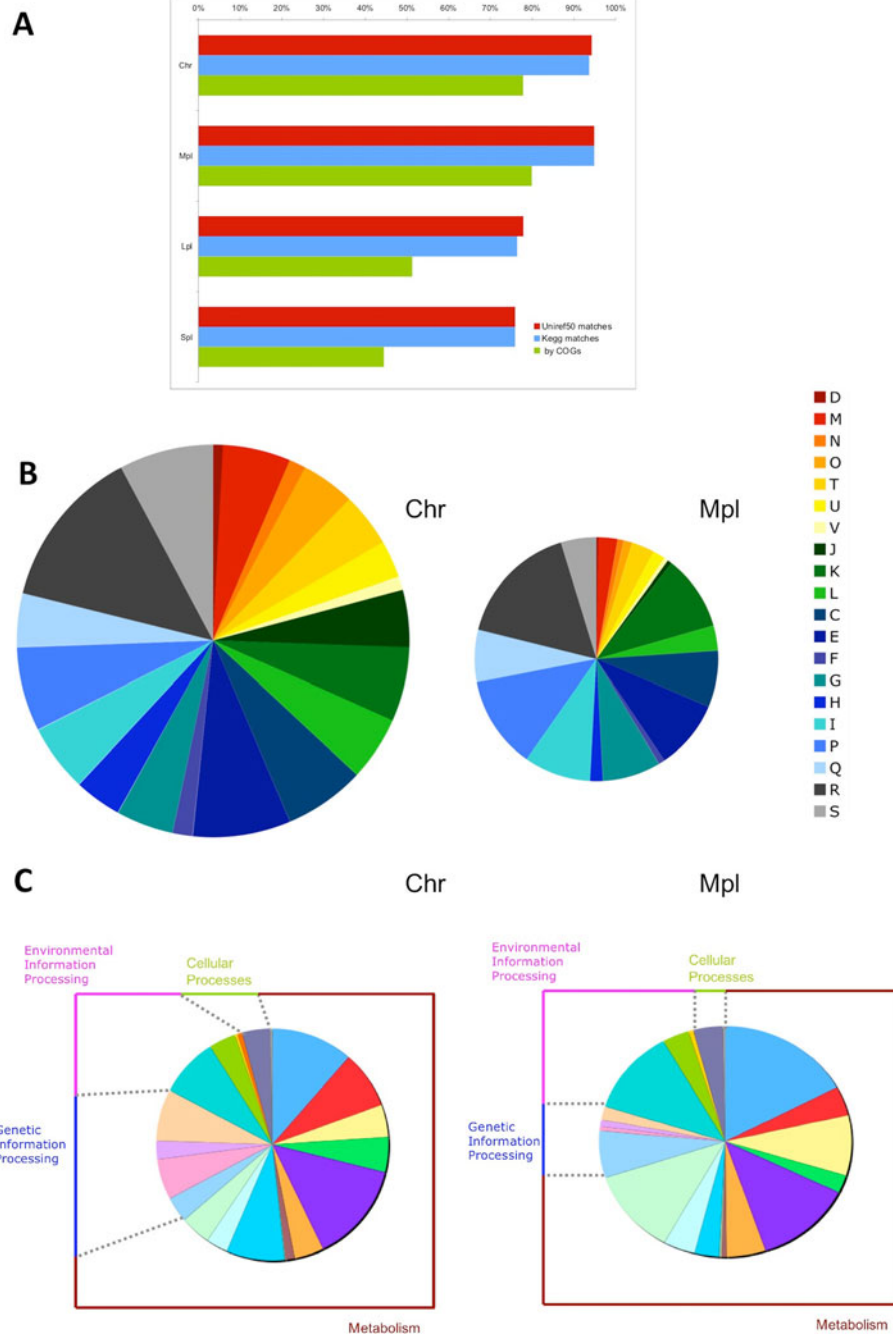 A
0% 10% 20% 30% 40% 50% 60% 70% 80% 90% 100%
Chr
Mpl
Lpl
Spl
Uniref50 matches
Kegg matches
by COGs
B
Chr
Mpl
D
M
N
O
T
U
V
J
K
L
C
E
F
G
H
I
P
Q
R
S
C
Chr
Mpl
Environmental
Information
Processing
Cellular
Processes
Genetic
Information
Processing
Metabolism
Environmental
Information
Processing
Cellular
Processes
Genetic
Information
Processing
Metabolism